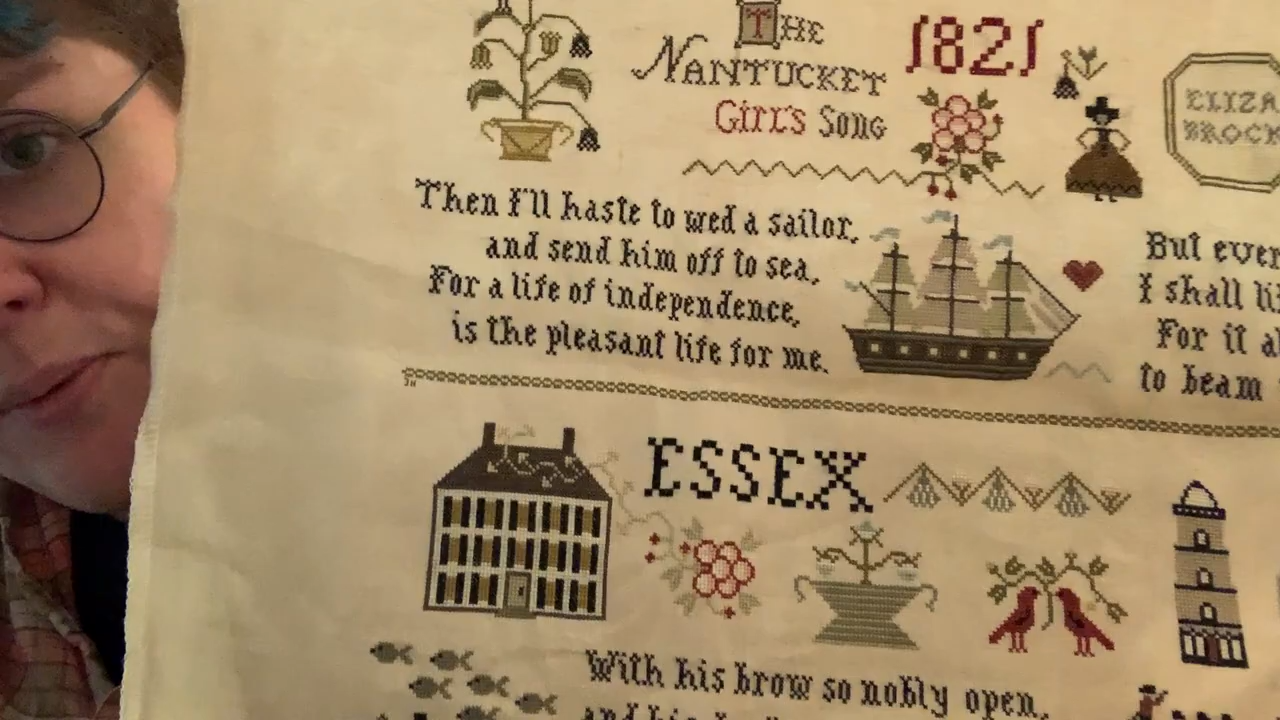 The
Nantucket
Girl's Song
1821
ELIZA
BROCK
Then I'll haste to wed a sailor,
and send him off to sea,
For a life of independence,
is the pleasant life for me.
But ever
I shall
For it
to beam
ESSEX
With his brow so nobly open,
and his